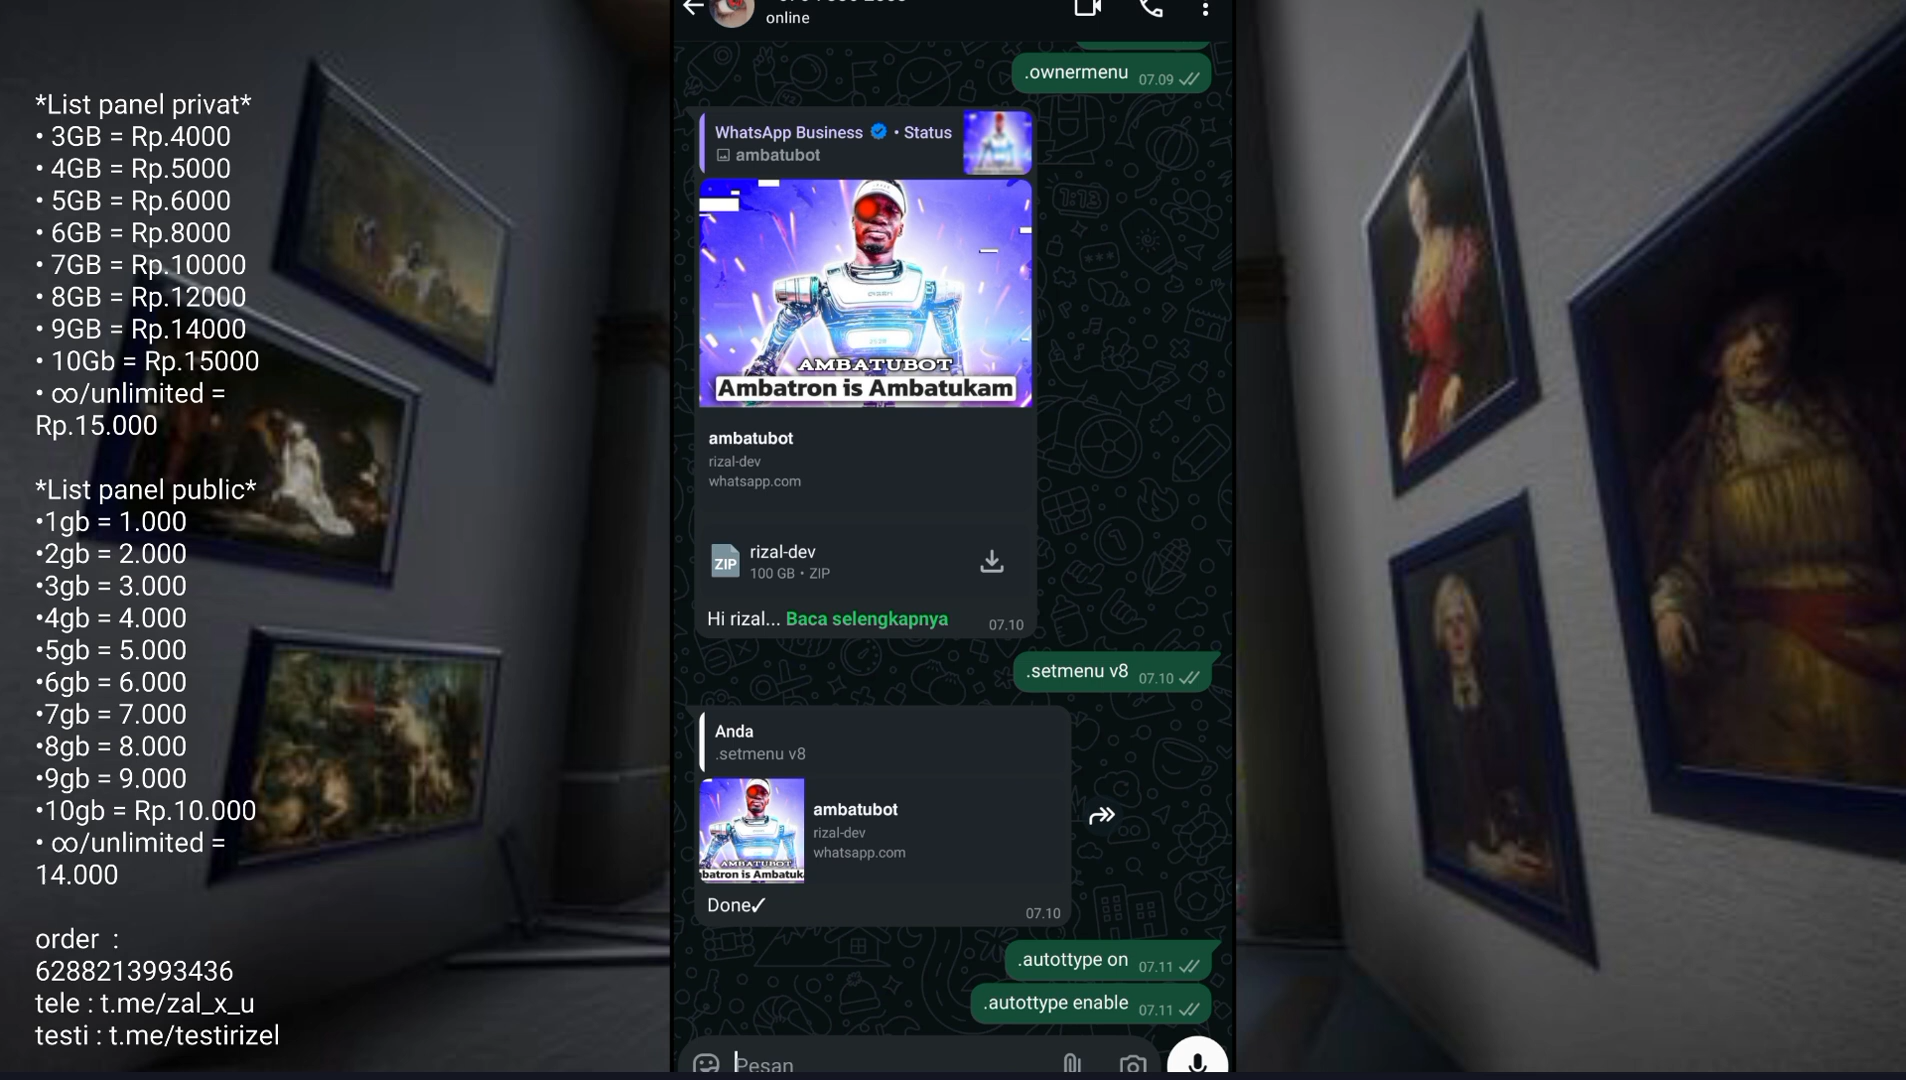 *List panel privat*
• 3GB = Rp.4000
• 4GB = Rp.5000
• 5GB = Rp.6000
• 6GB = Rp.8000
• 7GB = Rp.10000
• 8GB = Rp.12000
• 9GB = Rp.14000
• 10Gb = Rp.15000
• ∞/unlimited =
Rp.15.000
*List panel public*
•1gb = 1.000
•2gb = 2.000
•3gb = 3.000
•4gb = 4.000
•5gb = 5.000
•6gb = 6.000
•7gb = 7.000
•8gb = 8.000
•9gb = 9.000
•10gb = Rp.10.000
• ∞/unlimited =
14.000
order :
6288213993436
tele : t.me/zal_x_u
testi : t.me/testirizel
online
.ownermenu 07.09
WhatsApp Business • Status
ambatubot
AMBATUBOT
Ambatron is Ambatukam
ambatubot
rizal-dev
whatsapp.com
ZIP
rizal-dev
100 GB • ZIP
Hi rizal... Baca selengkapnya 07.10
.setmenu v8 07.10
Anda
.setmenu v8
ambatubot
rizal-dev
whatsapp.com
AMBATUBOT
batron is Ambatuk
Done✓ 07.10
.autottype on 07.11
.autottype enable 07.11
Pesan